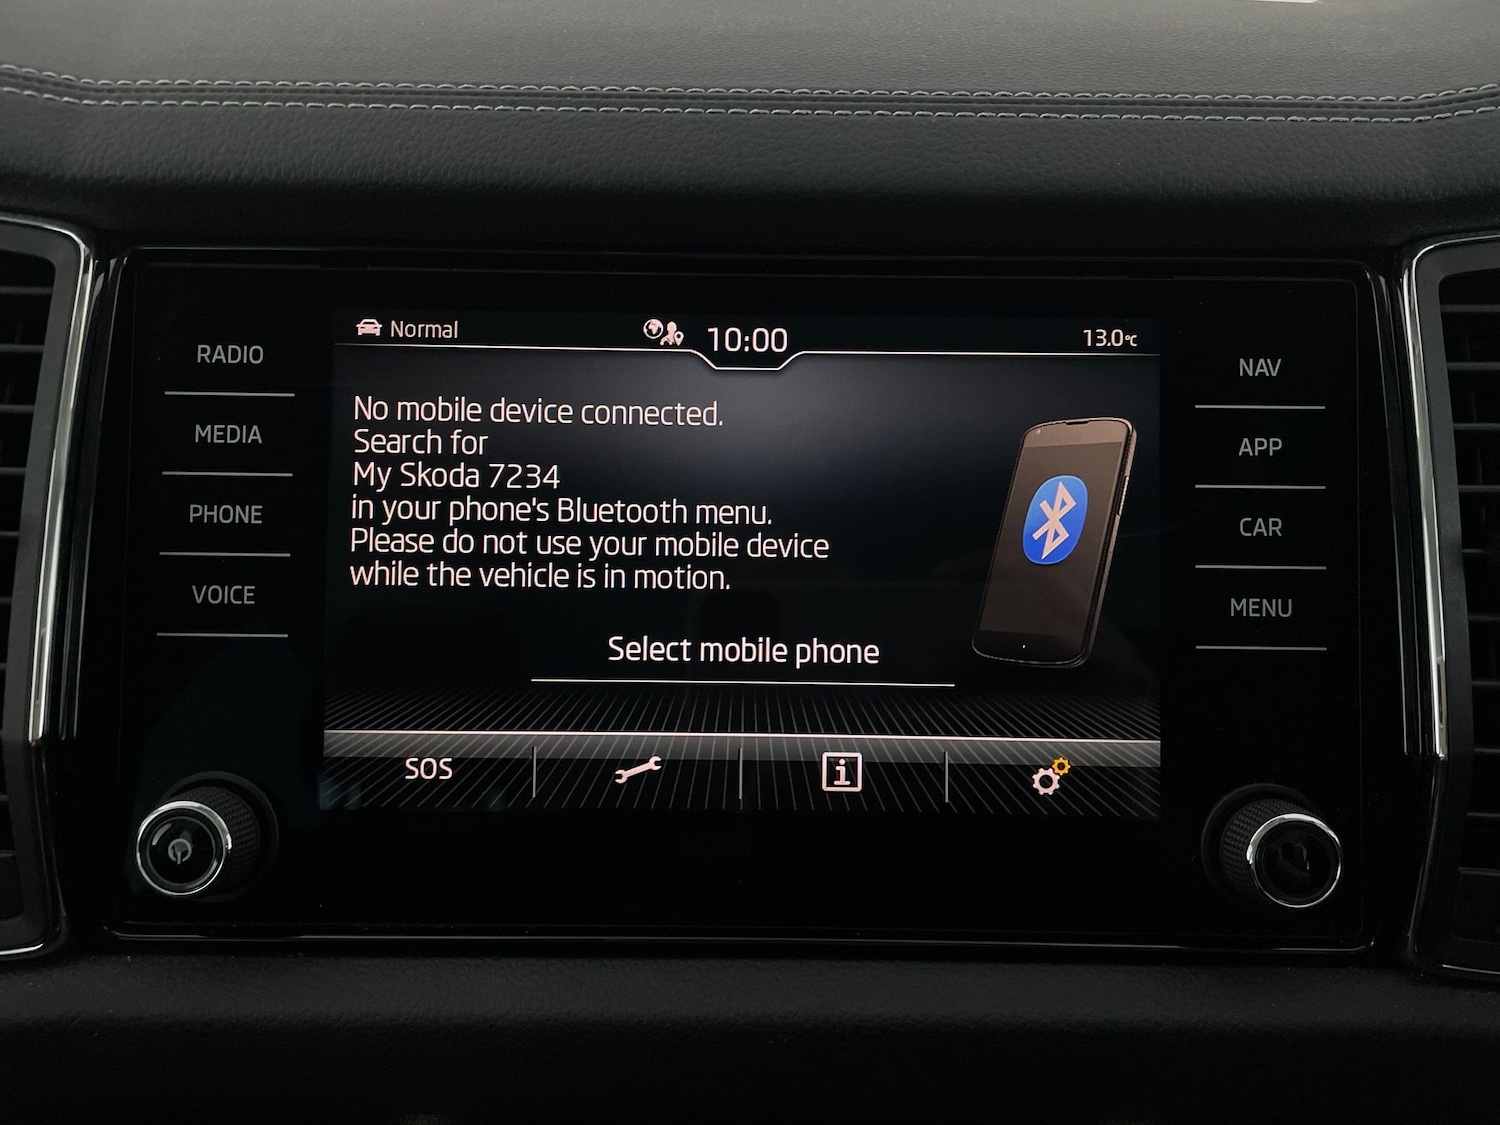 Normal
10:00
13.0°C
RADIO
MEDIA
PHONE
VOICE
No mobile device connected.
Search for
My Skoda 7234
in your phone's Bluetooth menu.
Please do not use your mobile device
while the vehicle is in motion.
Select mobile phone
SOS
i
NAV
APP
CAR
MENU